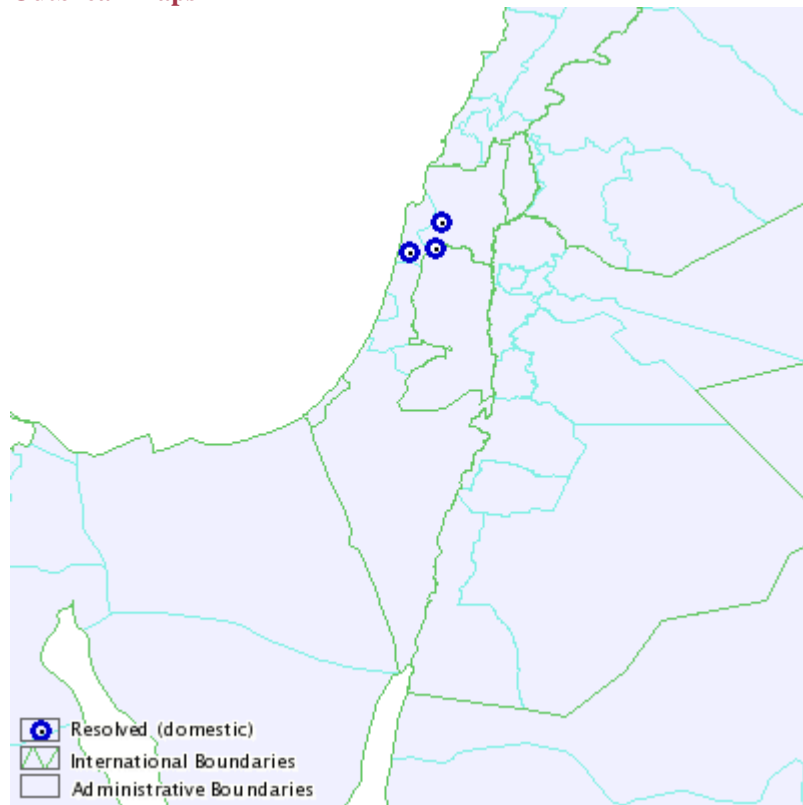 Resolved (domestic)
International Boundaries
Administrative Boundaries